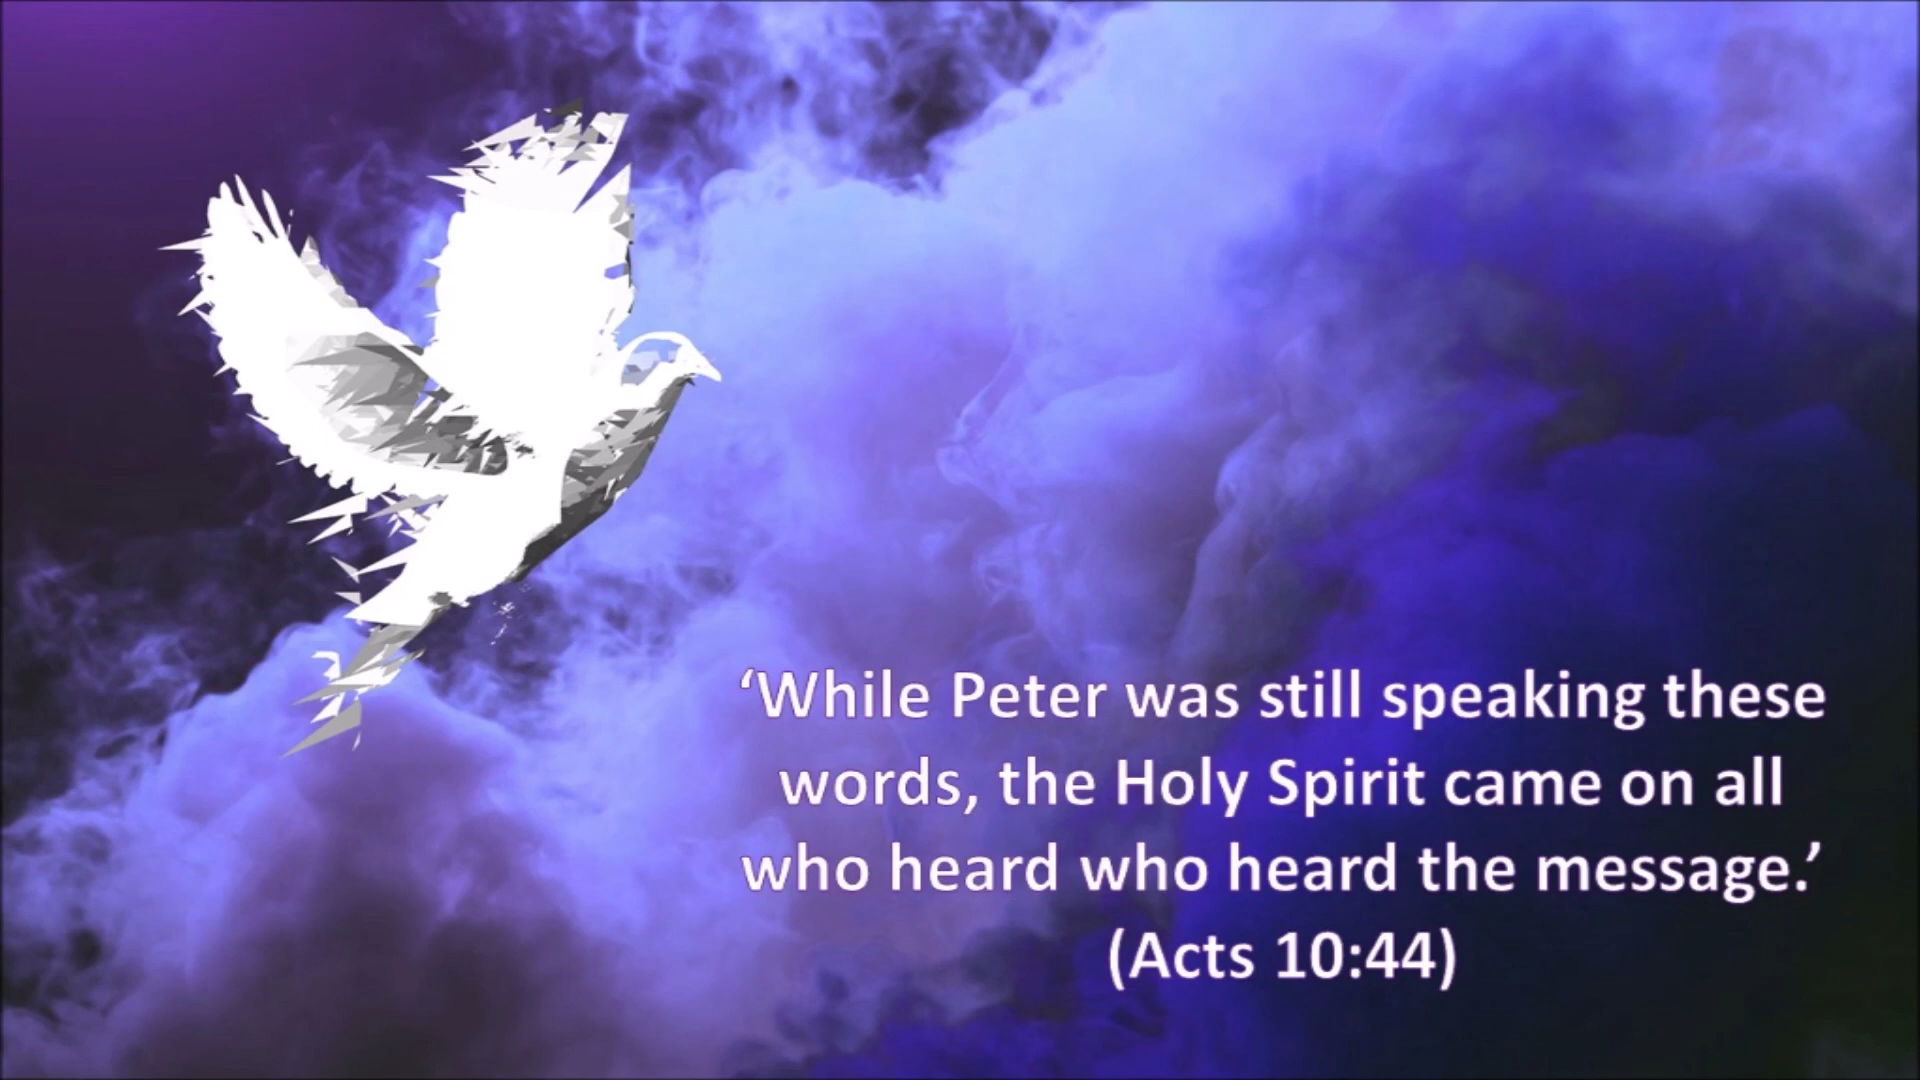 ‘While Peter was still speaking these
words, the Holy Spirit came on all
who heard who heard the message.’
(Acts 10:44)